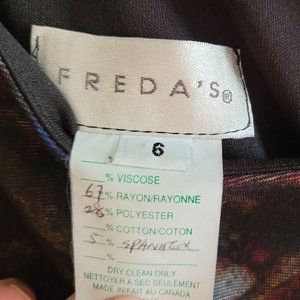 FREDA'S®
6
% VISCOSE
67 % RAYON/RAYONNE
28 % POLYESTER
% COTTON/COTON
5 % SPANDEX
%
DRY CLEAN ONLY
NETTOYER A SEC SEULEMENT
MADE IN/FAIT AU CANADA